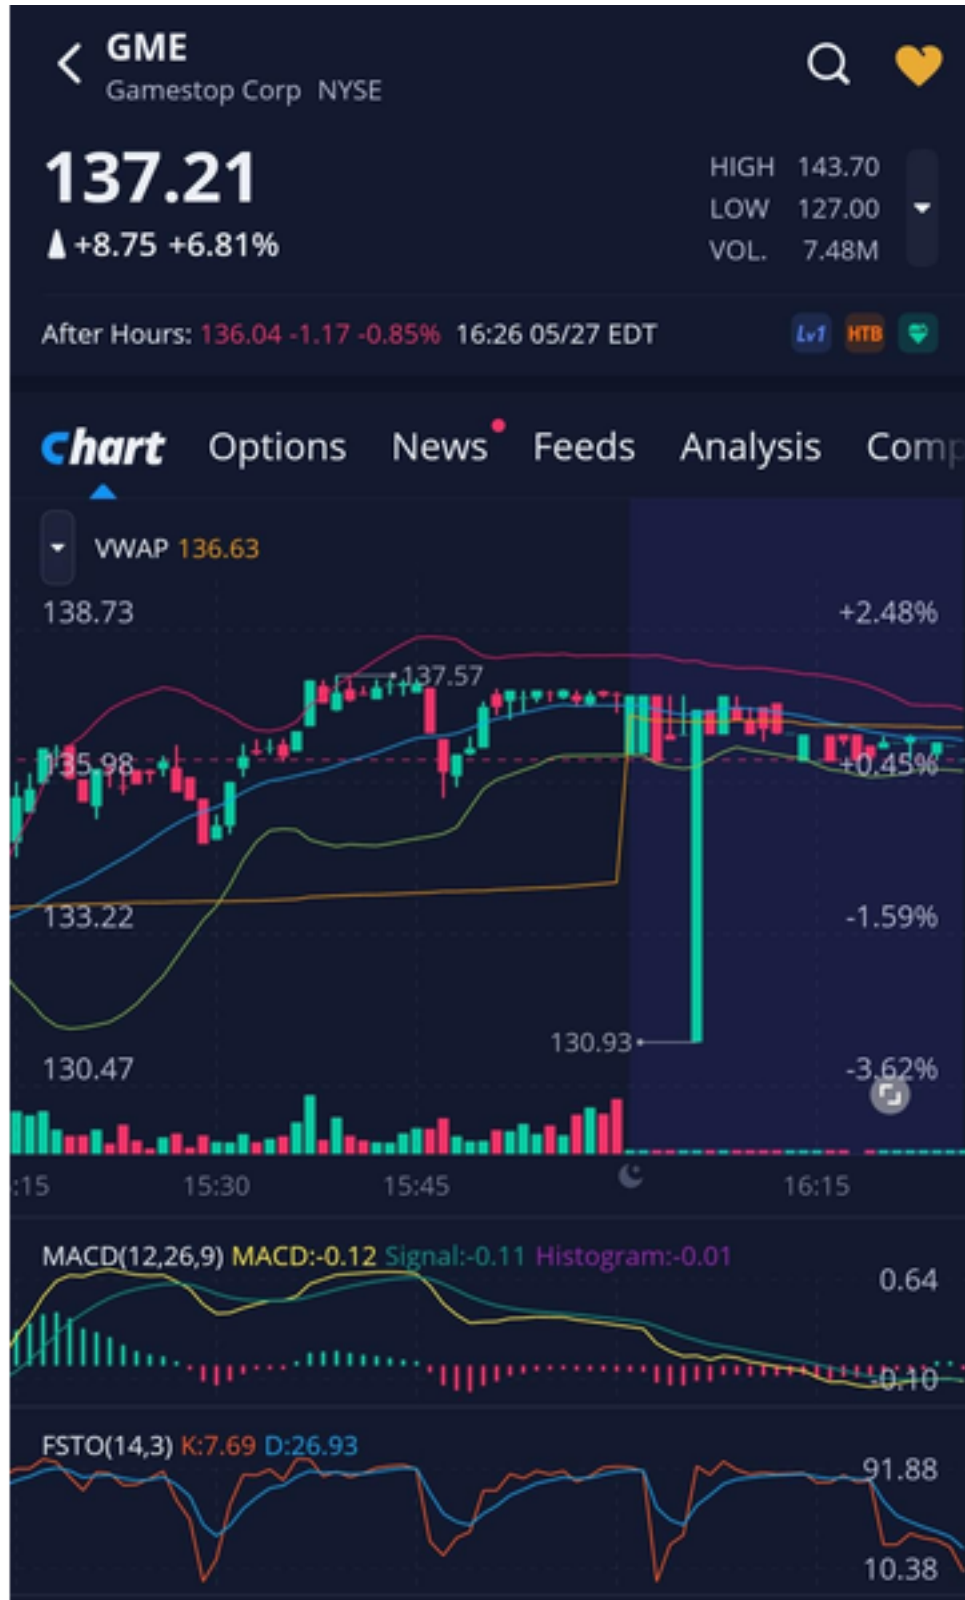 GME
Gamestop Corp NYSE
137.21
+8.75 +6.81%
HIGH 143.70
LOW 127.00
VOL. 7.48M
After Hours: 136.04 -1.17 -0.85% 16:26 05/27 EDT
Lv1 HTB
Chart Options News Feeds Analysis Comp
VWAP 136.63
138.73 +2.48%
137.57
135.98 +0.45%
133.22 -1.59%
130.93
130.47 -3.62%
:15 15:30 15:45 16:15
MACD(12,26,9) MACD:-0.12 Signal:-0.11 Histogram:-0.01
0.64
-0.10
FSTO(14,3) K:7.69 D:26.93
91.88
10.38